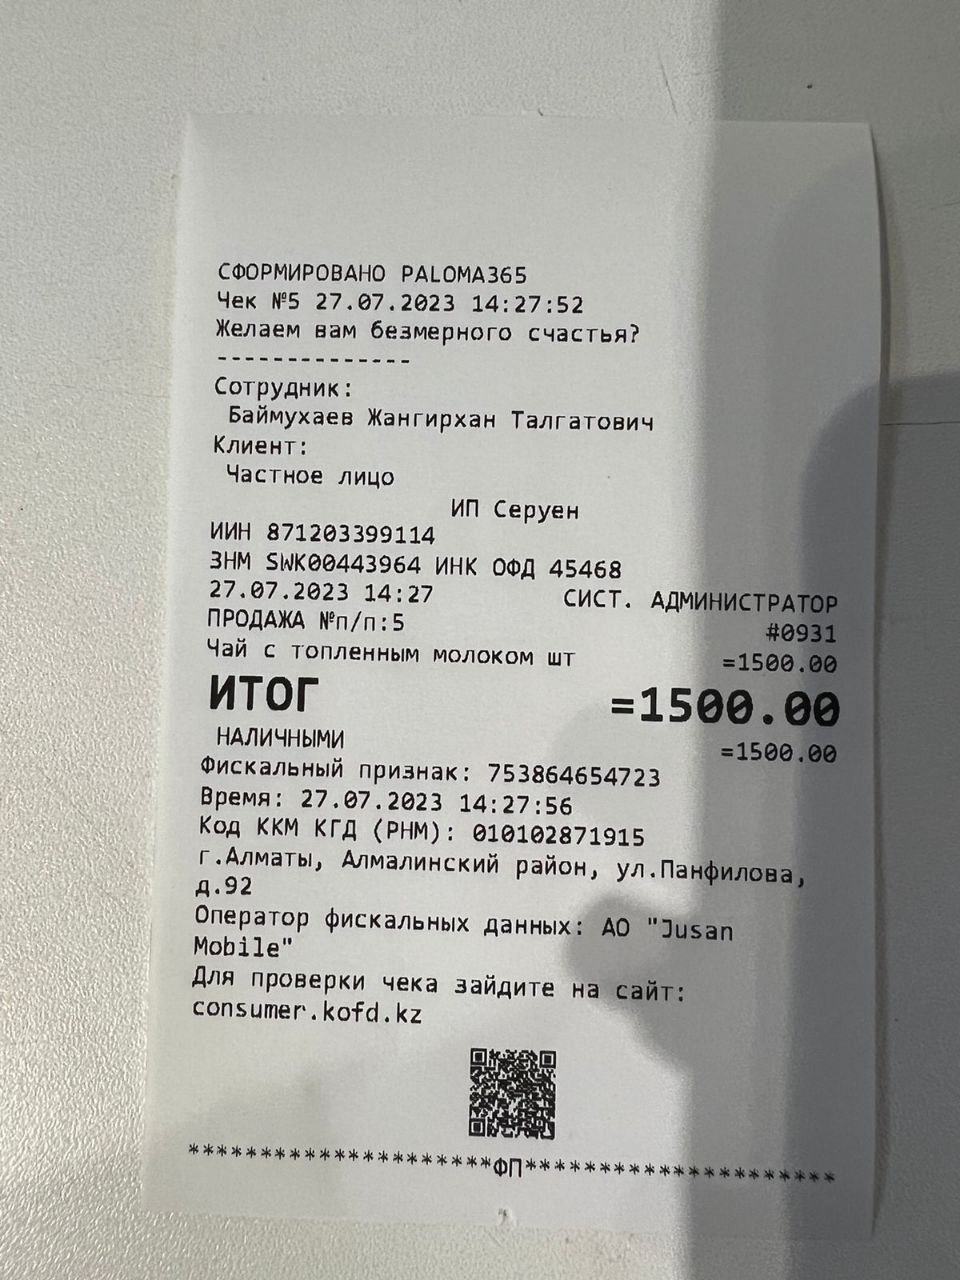 СФОРМИРОВАНО PALOMA365
Чек №5 27.07.2023 14:27:52
Желаем вам безмерного счастья?
--------------
Сотрудник:
Баймухаев Жангирхан Талгатович
Клиент:
Частное лицо
ИП Серуен
ИИН 871203399114
ЗНМ SWK00443964 ИНК ОФД 45468
27.07.2023 14:27 СИСТ. АДМИНИСТРАТОР
ПРОДАЖА №п/п:5 #0931
Чай с топленным молоком шт =1500.00
ИТОГ =1500.00
НАЛИЧНЫМИ =1500.00
Фискальный признак: 753864654723
Время: 27.07.2023 14:27:56
Код ККМ КГД (РНМ): 010102871915
г.Алматы, Алмалинский район, ул.Панфилова,
д.92
Оператор фискальных данных: АО "Jusan
Mobile"
Для проверки чека зайдите на сайт:
consumer.kofd.kz
*********************ФП**********************